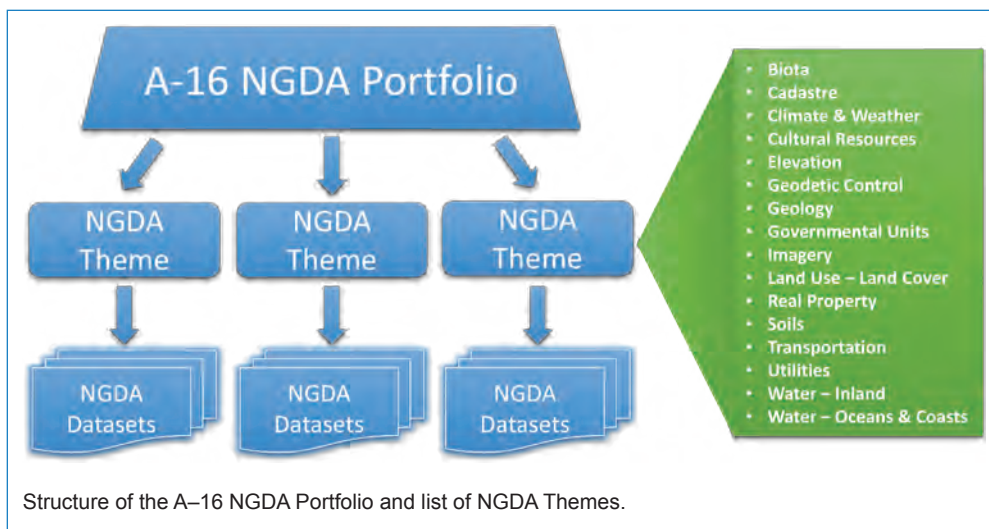 A-16 NGDA Portfolio
NGDA
Theme
NGDA
Theme
NGDA
Theme
NGDA
Datasets
NGDA
Datasets
NGDA
Datasets
• Biota
• Cadastre
• Climate & Weather
• Cultural Resources
• Elevation
• Geodetic Control
• Geology
• Governmental Units
• Imagery
• Land Use – Land Cover
• Real Property
• Soils
• Transportation
• Utilities
• Water – Inland
• Water – Oceans & Coasts
Structure of the A–16 NGDA Portfolio and list of NGDA Themes.